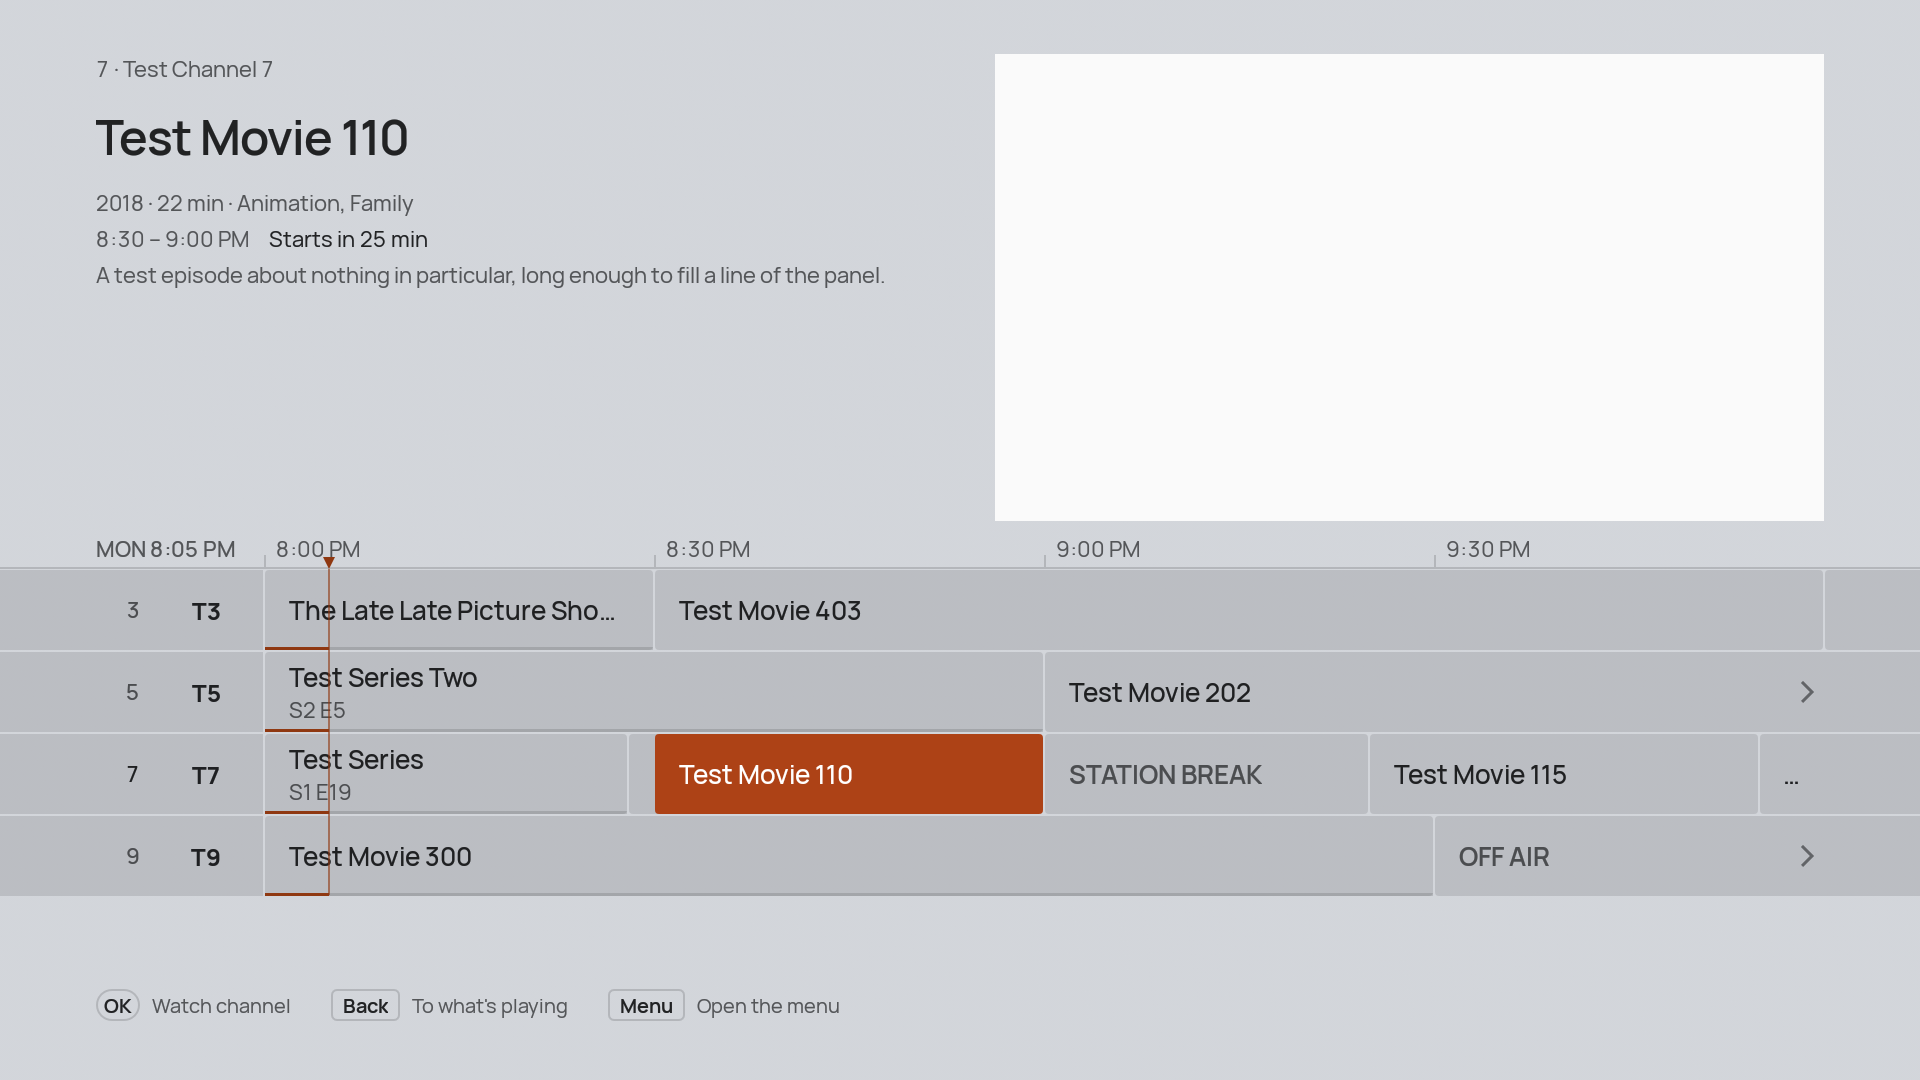 7 · Test Channel 7
Test Movie 110
2018 · 22 min · Animation, Family
8:30 – 9:00 PM Starts in 25 min
A test episode about nothing in particular, long enough to fill a line of the panel.
MON 8:05 PM 8:00 PM 8:30 PM 9:00 PM 9:30 PM
3 T3 The Late Late Picture Sho... Test Movie 403
5 T5 Test Series Two Test Movie 202
S2 E5
7 T7 Test Series Test Movie 110 STATION BREAK Test Movie 115 ...
S1 E19
9 T9 Test Movie 300 OFF AIR
OK Watch channel Back To what's playing Menu Open the menu